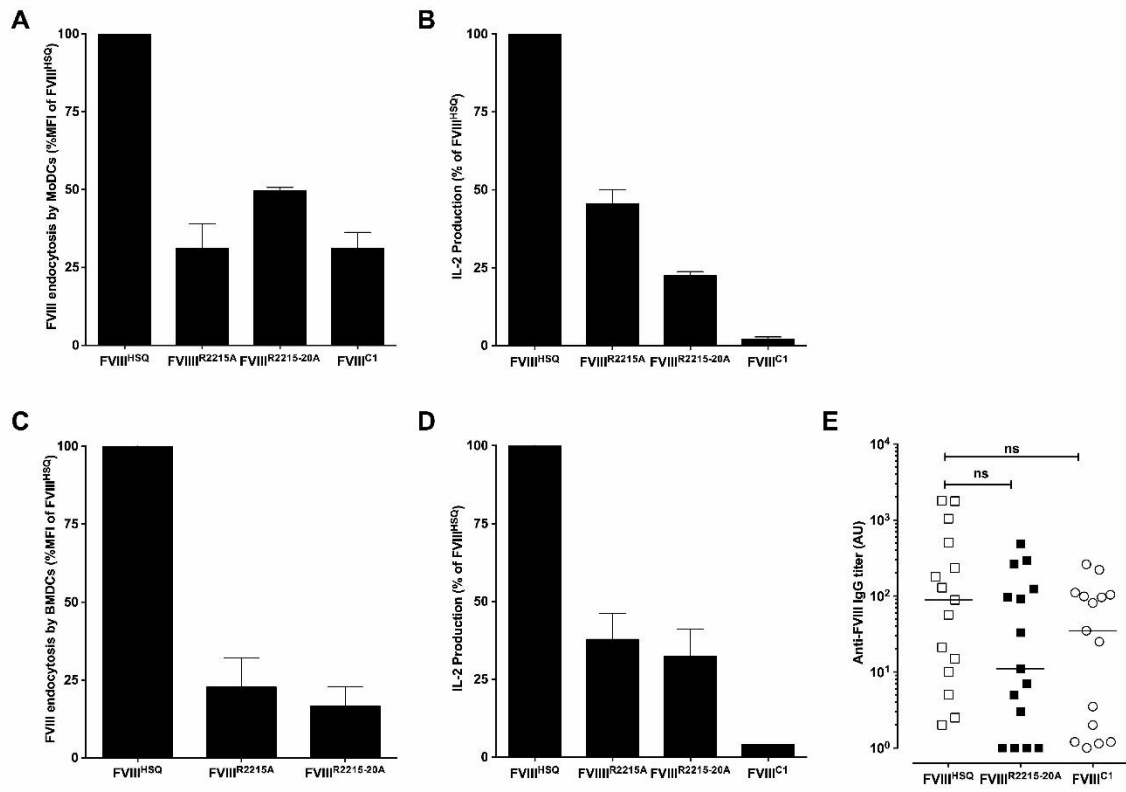 A
FVIII endocytosis by MoDCs (%MFI of FVIII^HSQ)
100
75
50
25
0
FVIII^HSQ FVIIII^R2215A FVIII^R2215-20A FVIII^C1
B
IL-2 Production (% of FVIII^HSQ)
100
75
50
25
0
FVIII^HSQ FVIIII^R2215A FVIII^R2215-20A FVIII^C1
C
FVIII endocytosis by BMDCs (%MFI of FVIII^HSQ)
100
75
50
25
0
FVIII^HSQ FVIII^R2215A FVIII^R2215-20A
D
IL-2 Production (% of FVIII^HSQ)
100
75
50
25
0
FVIII^HSQ FVIIII^R2215A FVIII^R2215-20A FVIII^C1
E
Anti-FVIII IgG titer (AU)
10^4
10^3
10^2
10^1
10^0
ns
ns
FVIII^HSQ FVIII^R2215-20A FVIII^C1